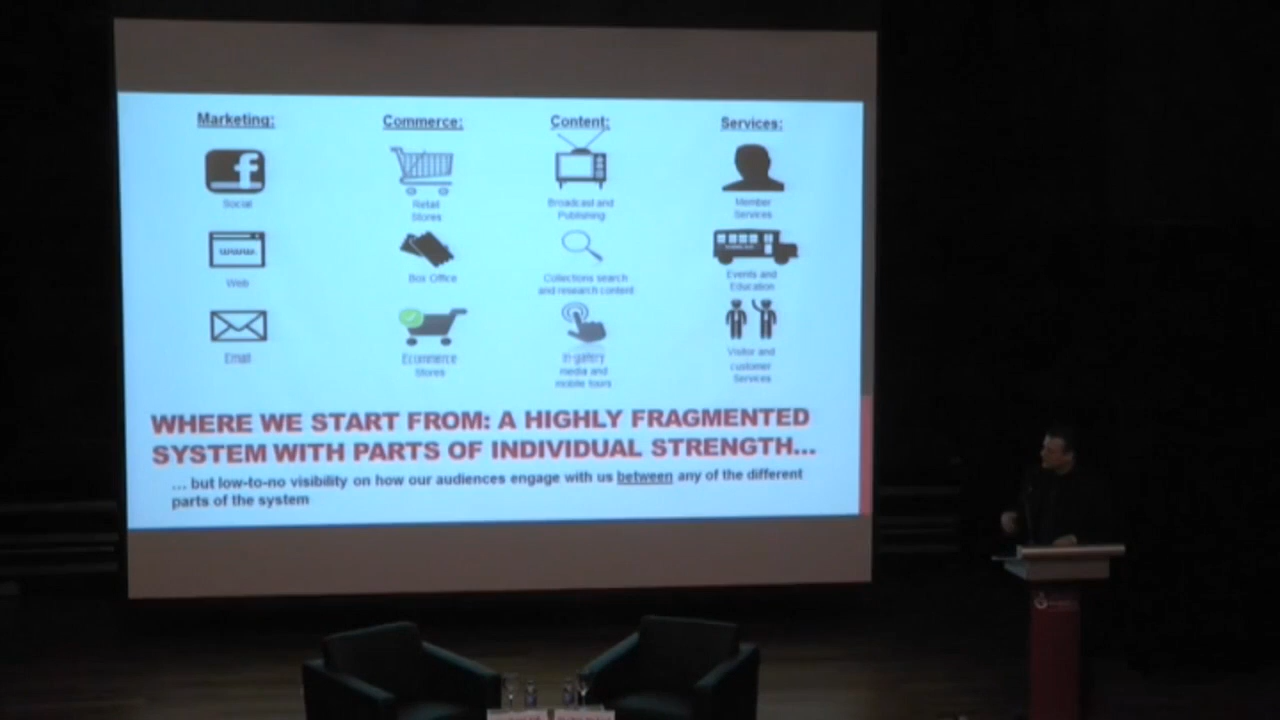 Marketing:
Commerce:
Content:
Services:
f
Social
Retail
Stores
Broadcast and
Publishing
Member
Services
www.
Web
Box Office
Collections search
and research content
Events and
Education
Email
Ecommerce
Stores
In-gallery
media and
mobile tours
Visitor and
customer
Services
WHERE WE START FROM: A HIGHLY FRAGMENTED
SYSTEM WITH PARTS OF INDIVIDUAL STRENGTH...
... but low-to-no visibility on how our audiences engage with us between any of the different
parts of the system